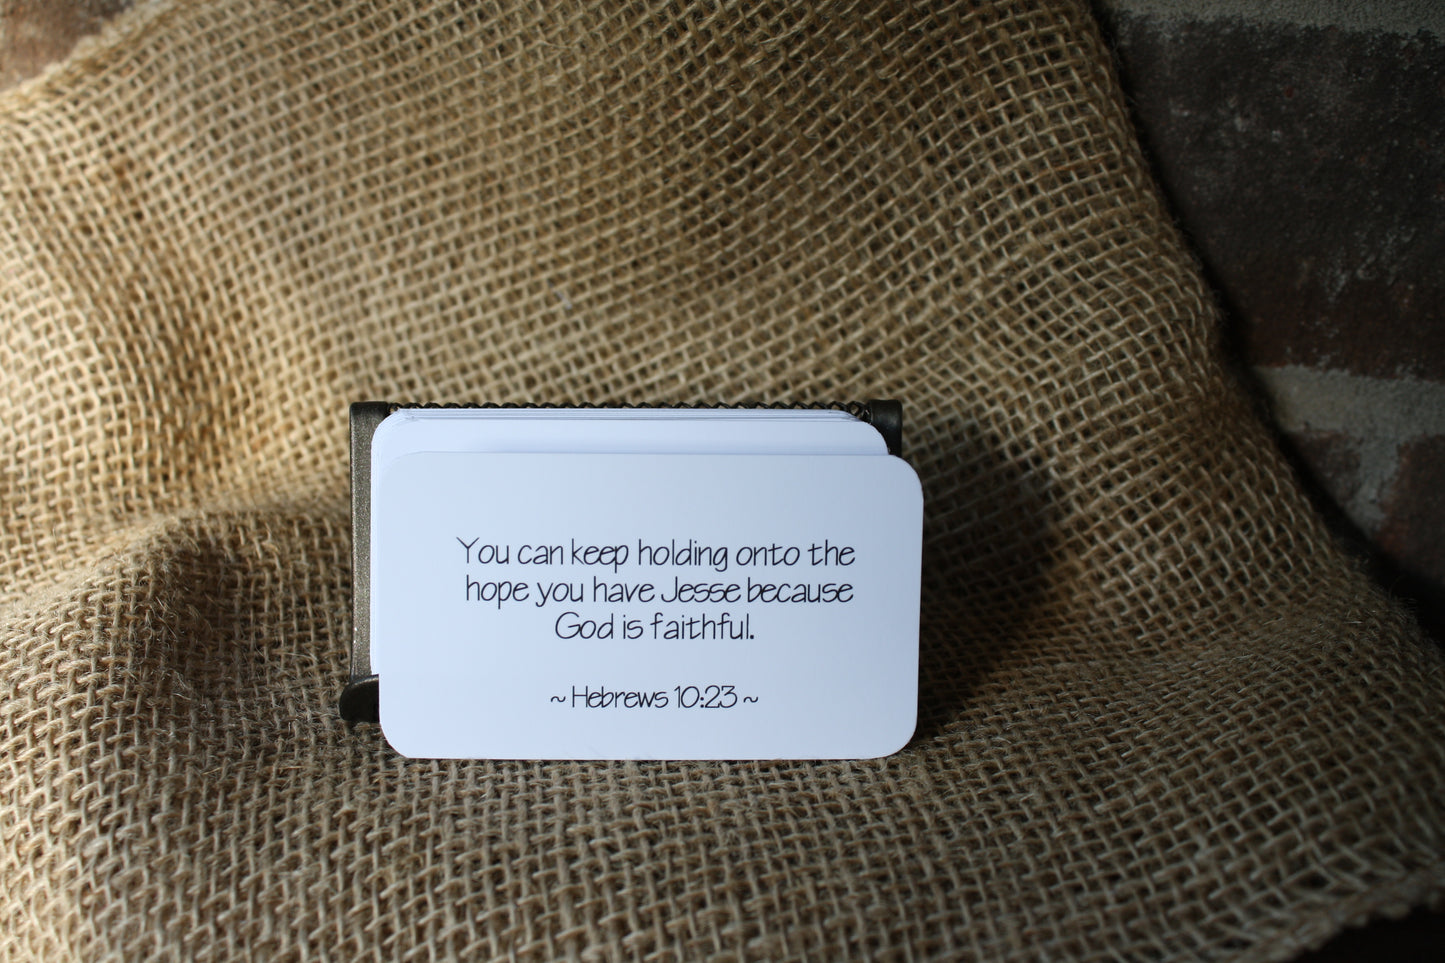 You can keep holding onto the
hope you have Jesse because
God is faithful.
~ Hebrews 10:23 ~